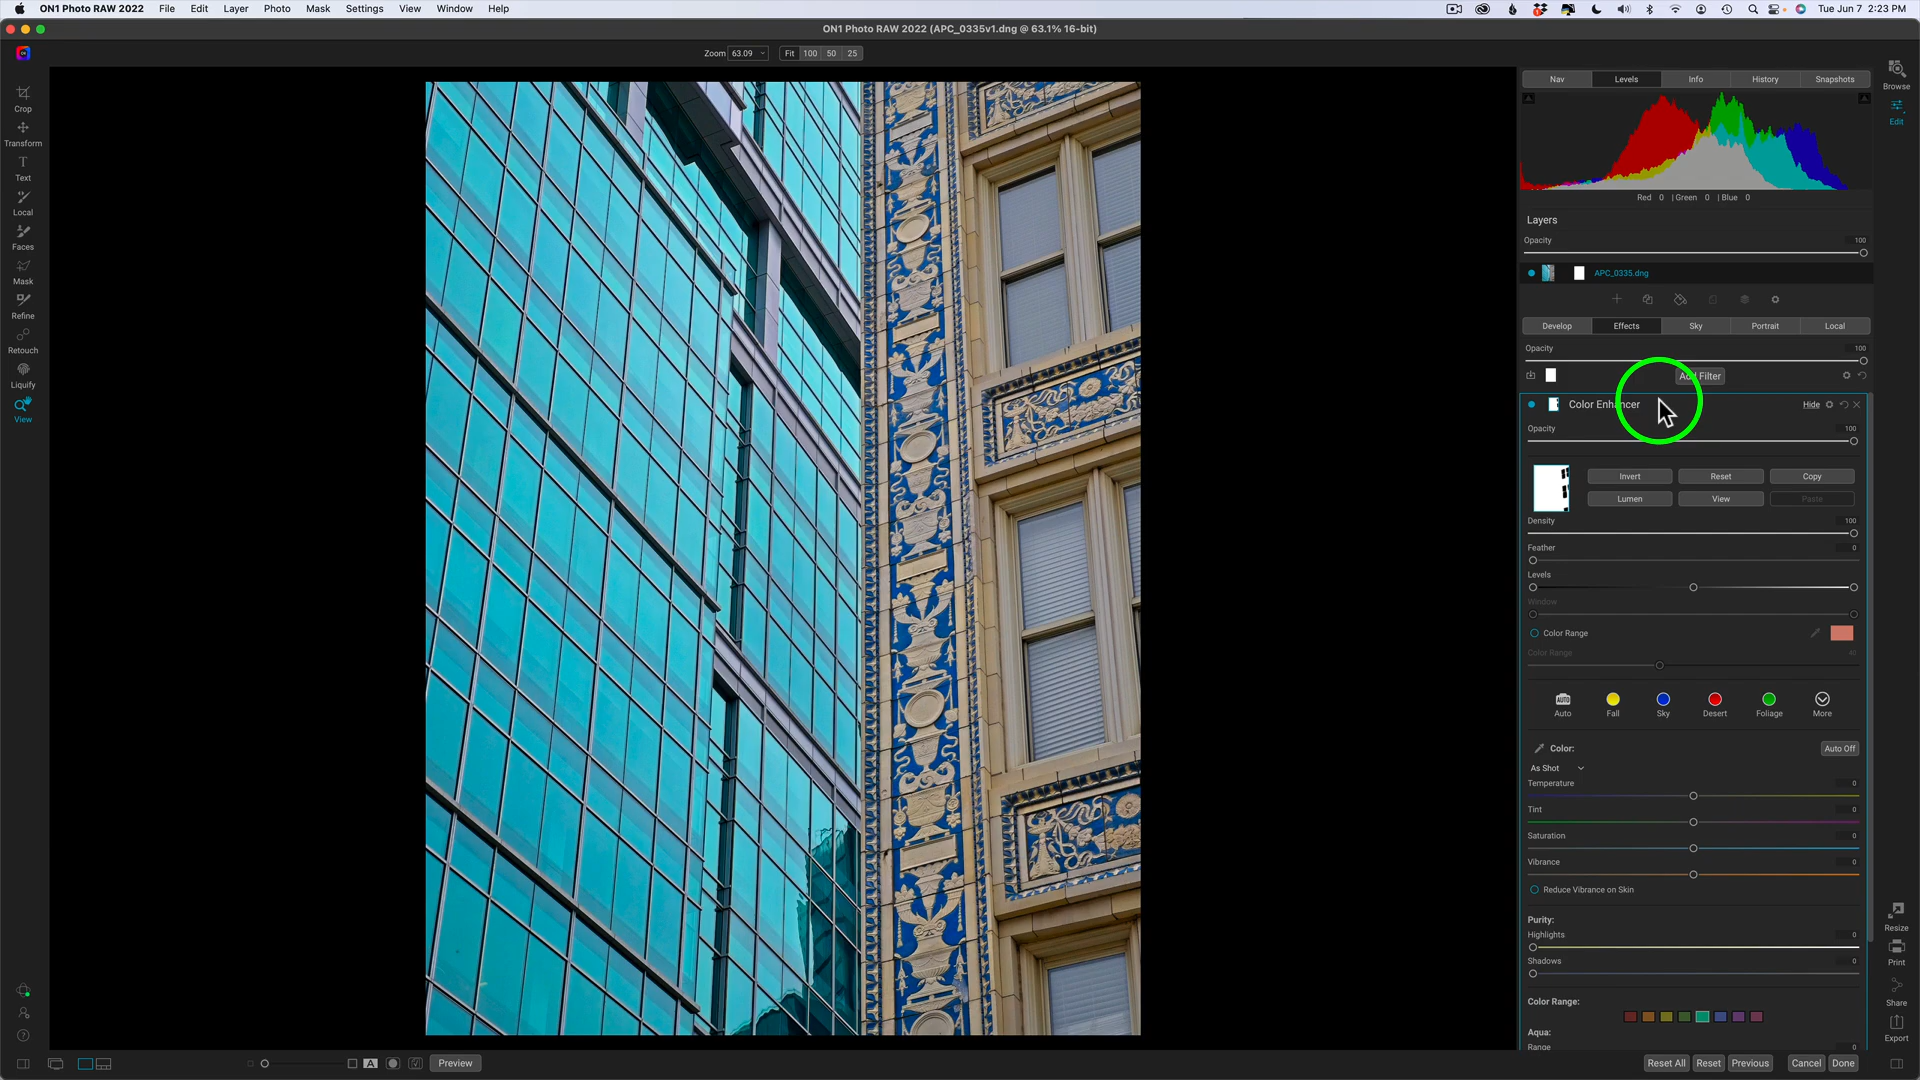 ON1 Photo RAW 2022 File Edit Layer Photo Mask Settings View Window Help Tue Jun 7 2:23 PM
ON1 Photo RAW 2022 (APC_0335v1.dng @ 63.1% 16-bit)
Zoom 63.09 Fit 100 50 25
Nav Levels Info History Snapshots
Browse
Edit
Crop
Transform
Text
Local
Faces
Mask
Refine
Retouch
Liquify
View
Red 0 | Green 0 | Blue 0
Layers
Opacity 100
APC_0335.dng
Develop Effects Sky Portrait Local
Opacity 100
Add Filter
Color Enhancer Hide
Opacity 100
Invert Reset Copy
Lumen View Paste
Density 100
Feather 0
Levels
Window
Color Range
Color Range 40
AUTO
Auto Fall Sky Desert Foliage More
Color: Auto Off
As Shot
Temperature 0
Tint 0
Saturation 0
Vibrance 0
Reduce Vibrance on Skin
Purity:
Highlights 0
Shadows 0
Color Range:
Aqua:
Range 0
Resize
Print
Share
Export
A Preview Reset All Reset Previous Cancel Done